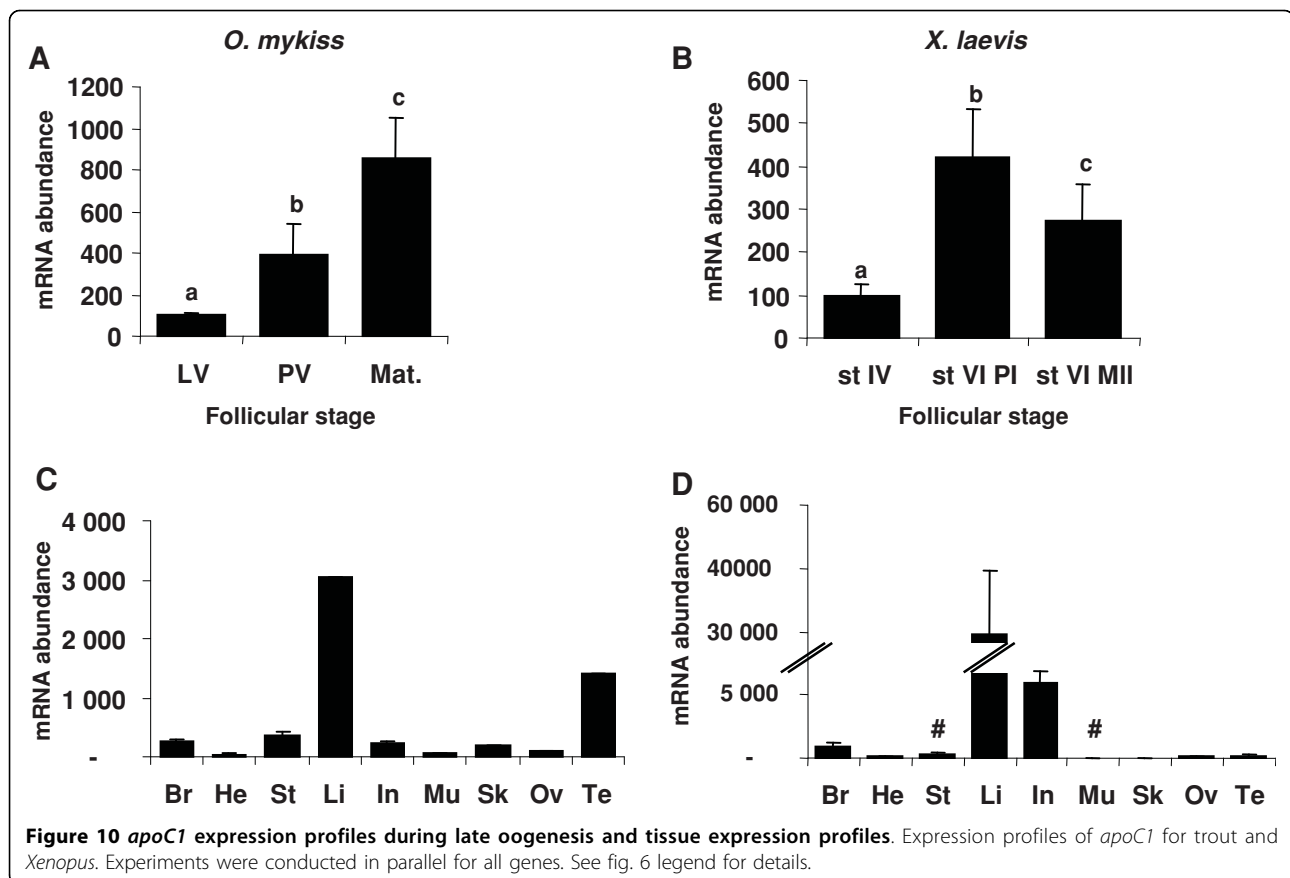 O. mykiss
X. laevis
A
mRNA abundance
1200
1000
800
600
400
200
0
a
b
c
LV PV Mat.
Follicular stage
B
mRNA abundance
600
500
400
300
200
100
0
a
b
c
st IV st VI PI st VI MII
Follicular stage
C
mRNA abundance
4 000
3 000
2 000
1 000
-
Br He St Li In Mu Sk Ov Te
D
mRNA abundance
60 000
40000
30 000
5 000
-
# #
Br He St Li In Mu Sk Ov Te
Figure 10 apoC1 expression profiles during late oogenesis and tissue expression profiles. Expression profiles of apoC1 for trout and
Xenopus. Experiments were conducted in parallel for all genes. See fig. 6 legend for details.